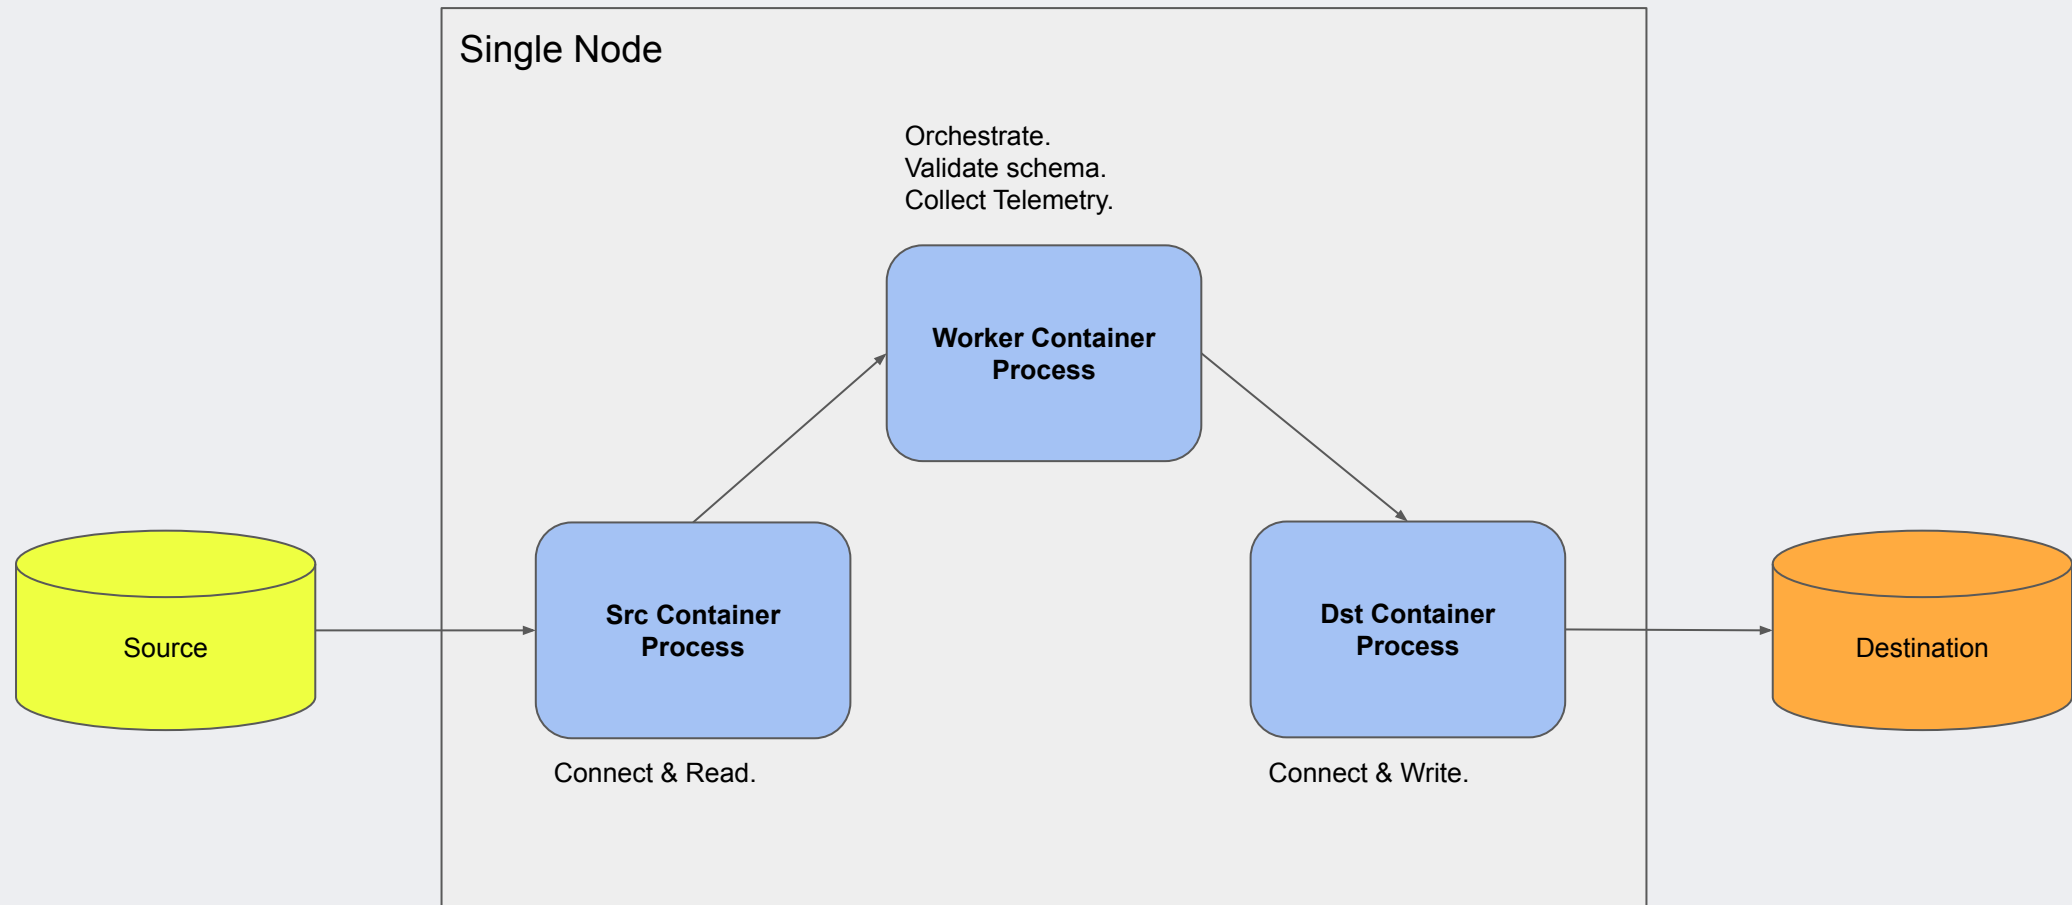 Single Node
Orchestrate.
Validate schema.
Collect Telemetry.
Worker Container
Process
Source
Src Container
Process
Dst Container
Process
Destination
Connect & Read.
Connect & Write.